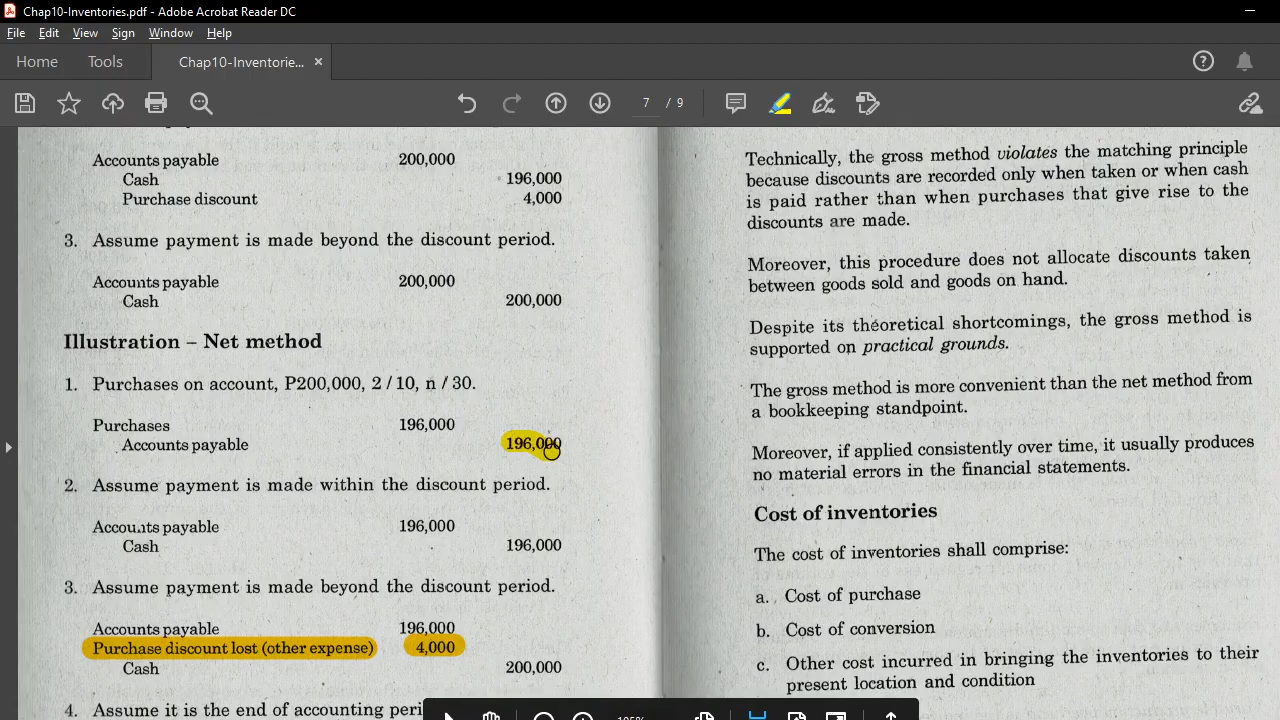 Chap10-Inventories.pdf - Adobe Acrobat Reader DC
File Edit View Sign Window Help
Home Tools Chap10-Inventorie... ×
7 / 9
Accounts payable 200,000
Cash 196,000
Purchase discount 4,000
3. Assume payment is made beyond the discount period.
Accounts payable 200,000
Cash 200,000
Illustration – Net method
1. Purchases on account, P200,000, 2 / 10, n / 30.
Purchases 196,000
Accounts payable 196,000
2. Assume payment is made within the discount period.
Accounts payable 196,000
Cash 196,000
3. Assume payment is made beyond the discount period.
Accounts payable 196,000
Purchase discount lost (other expense) 4,000
Cash 200,000
4. Assume it is the end of accounting peri
Technically, the gross method violates the matching principle
because discounts are recorded only when taken or when cash
is paid rather than when purchases that give rise to the
discounts are made.
Moreover, this procedure does not allocate discounts taken
between goods sold and goods on hand.
Despite its theoretical shortcomings, the gross method is
supported on practical grounds.
The gross method is more convenient than the net method from
a bookkeeping standpoint.
Moreover, if applied consistently over time, it usually produces
no material errors in the financial statements.
Cost of inventories
The cost of inventories shall comprise:
a. Cost of purchase
b. Cost of conversion
c. Other cost incurred in bringing the inventories to their
present location and condition